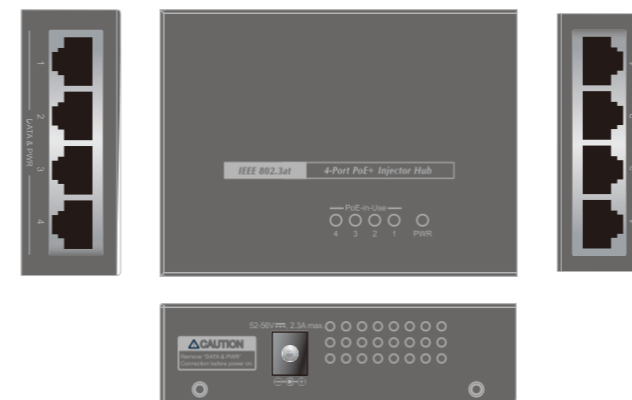 1
2
3
4
DATA & PWR
IEEE 802.3at
4-Port PoE+ Injector Hub
PoE-in-Use
4 3 2 1 PWR
52-56V 2.3A max.
CAUTION
Remove "DATA & PWR"
Connection before power on